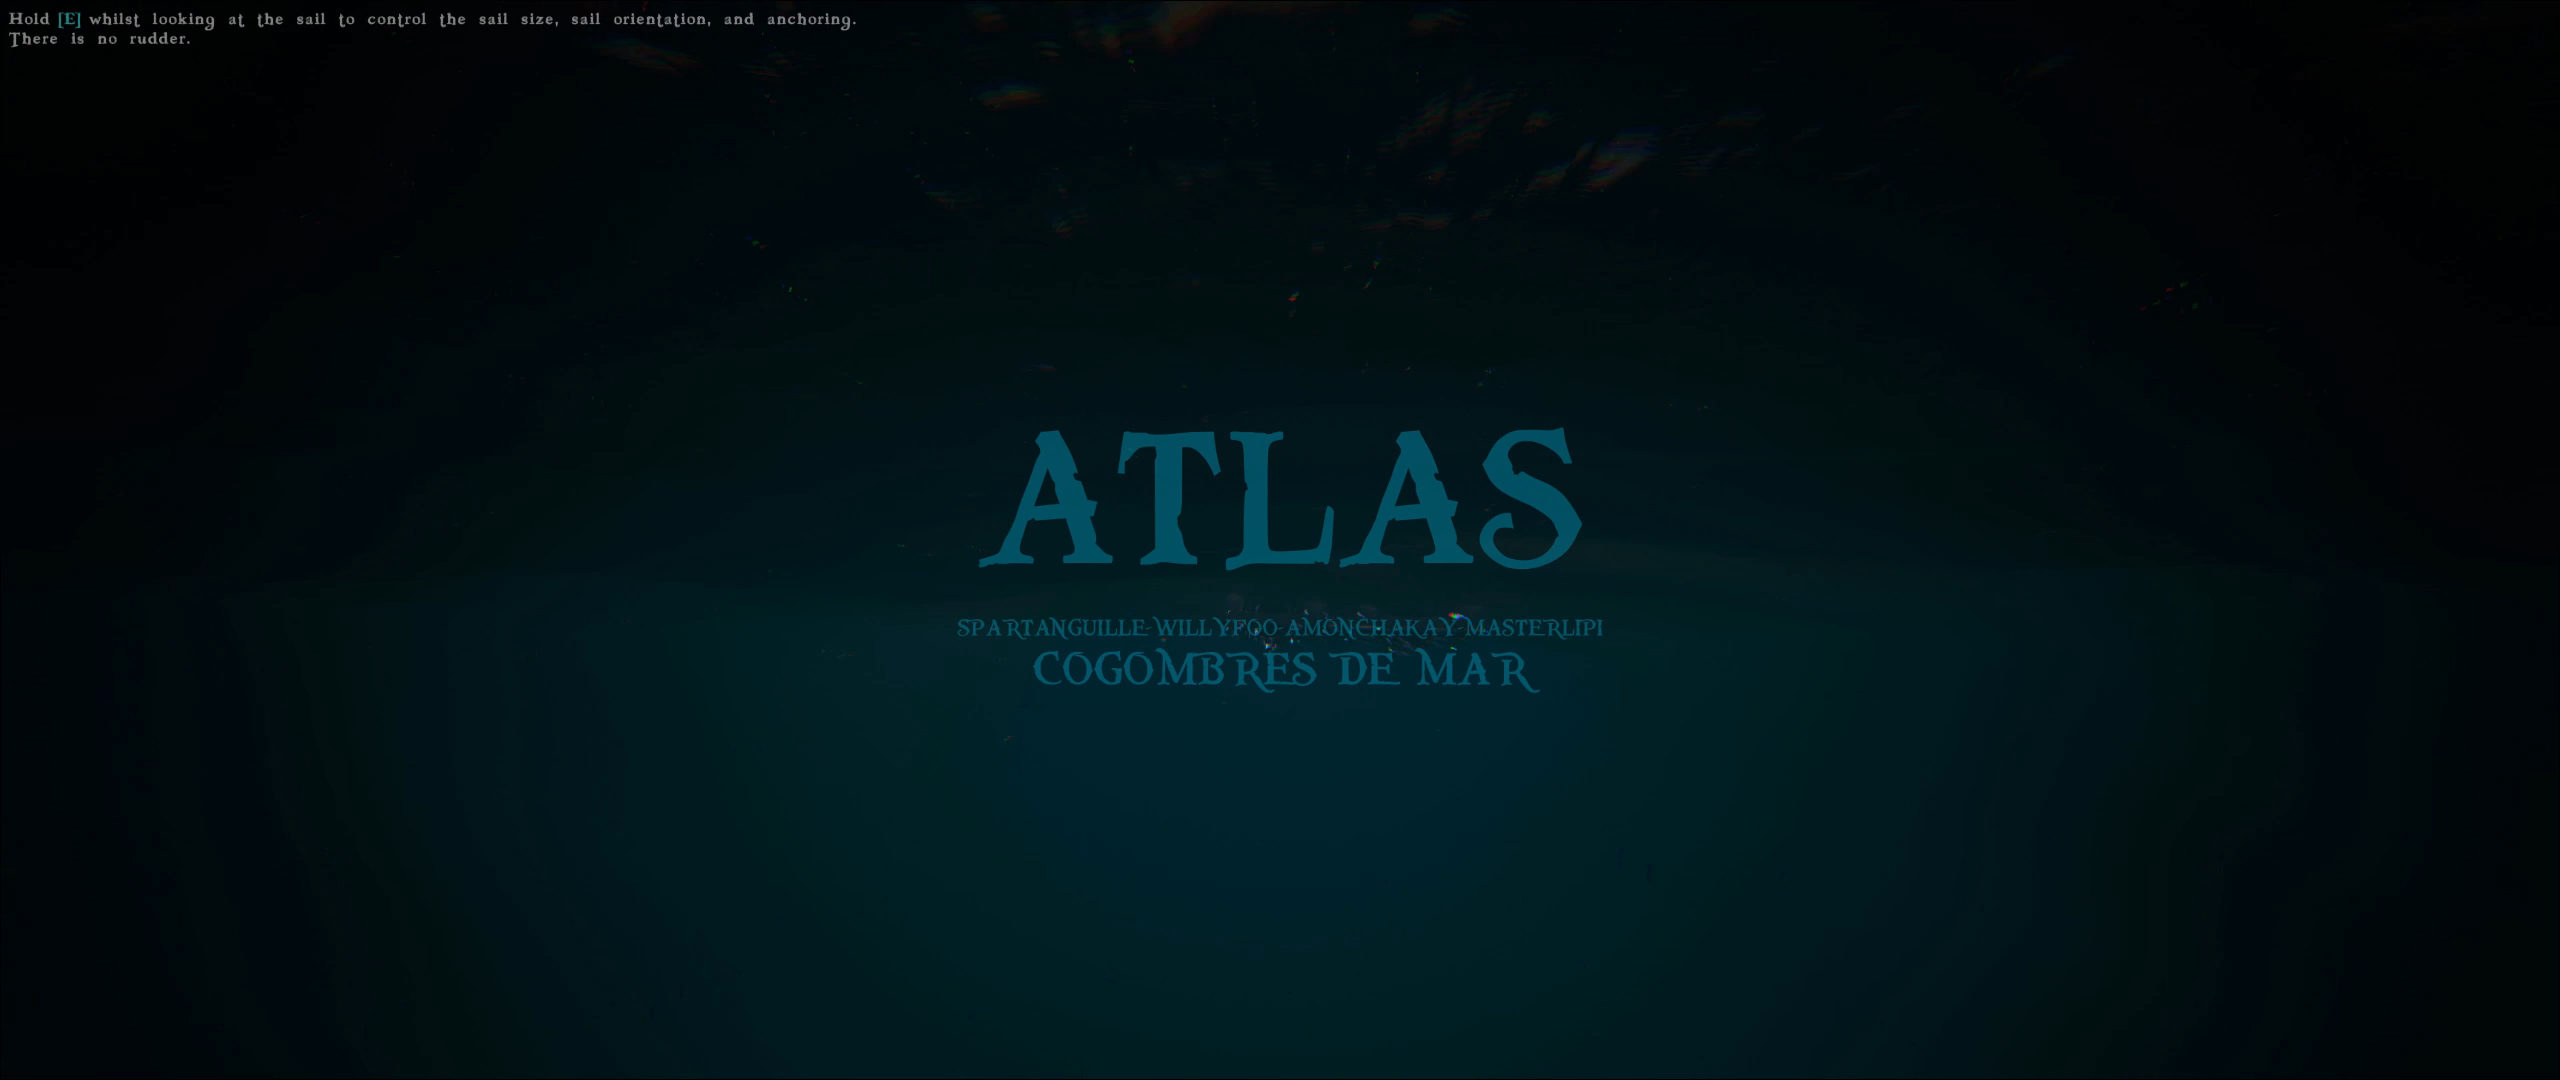 Hold [E] whilst looking at the sail to control the sail size, sail orientation, and anchoring.
There is no rudder.
ATLAS
SPARTANGUILLE-WILLYFOO-AMONCHAKAY-MASTERLIPI
COGOMBRES DE MAR